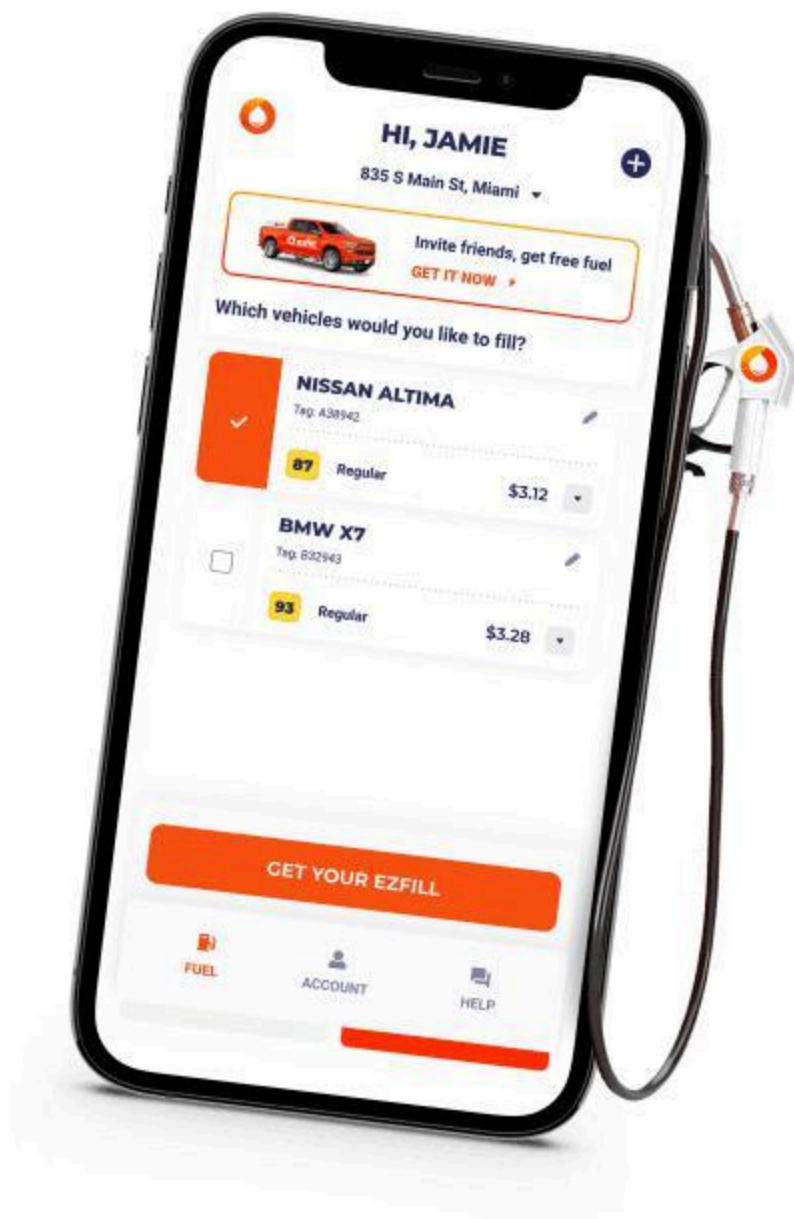 HI, JAMIE
835 S Main St, Miami
Invite friends, get free fuel
GET IT NOW
Which vehicles would you like to fill?
NISSAN ALTIMA
Tag: A38942
87 Regular $3.12
BMW X7
Tag: B32943
93 Regular $3.28
GET YOUR EZFILL
FUEL ACCOUNT HELP